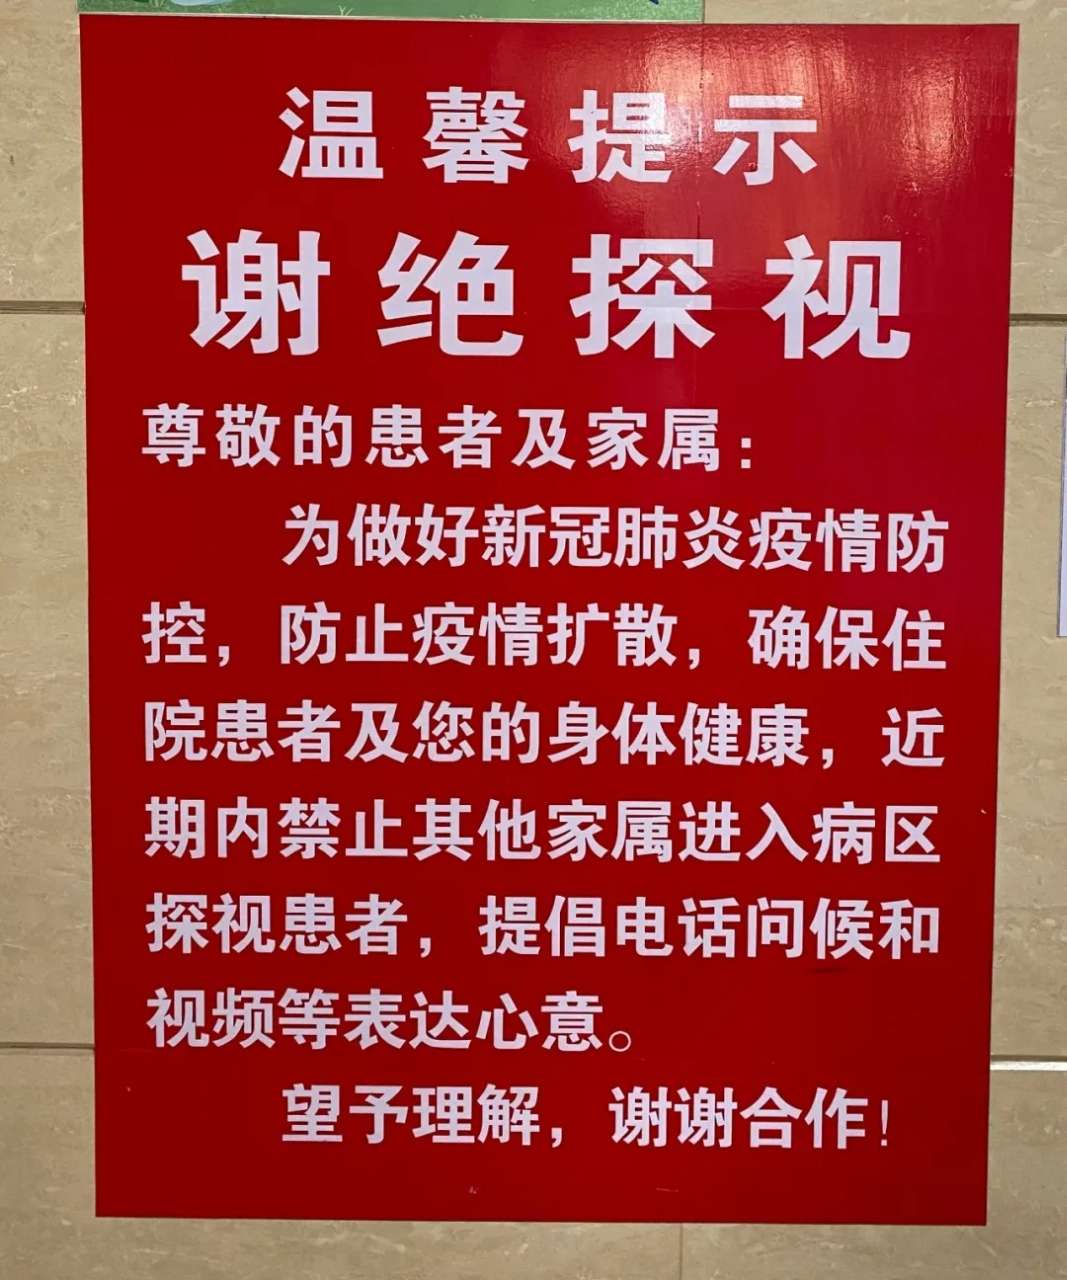 温馨提示
谢绝探视
尊敬的患者及家属：
为做好新冠肺炎疫情防
控，防止疫情扩散，确保住
院患者及您的身体健康，近
期内禁止其他家属进入病区
探视患者，提倡电话问候和
视频等表达心意。
望予理解，谢谢合作！